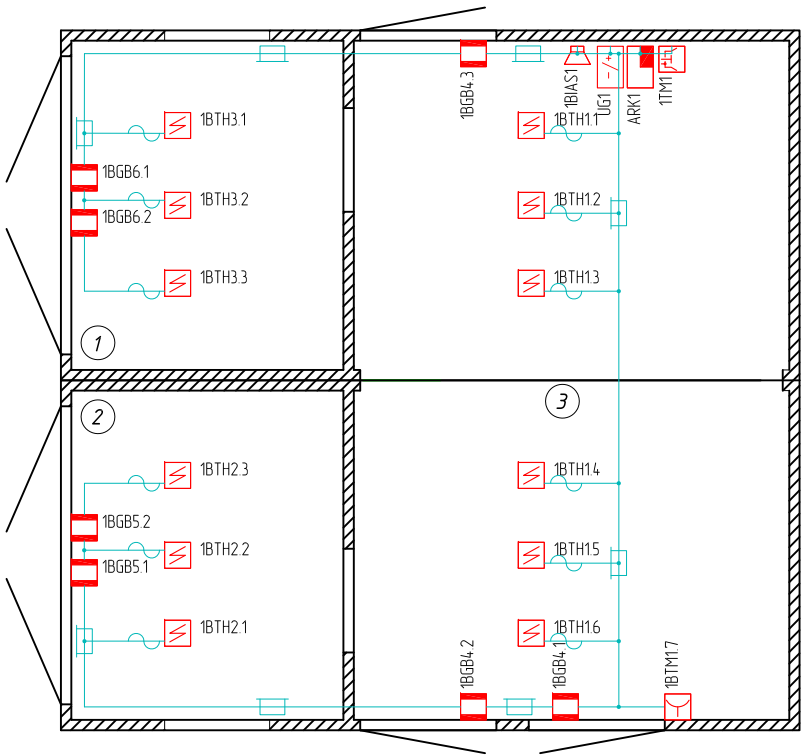 1BGB4.3
1BIAS1
UG1
-/+
ARK1
1TM1
1BTH3.1
1BTH1.1
1BGB6.1
1BTH3.2
1BTH1.2
1BGB6.2
1BTH3.3
1BTH1.3
1
2
3
1BTH2.3
1BTH1.4
1BGB5.2
1BTH2.2
1BTH1.5
1BGB5.1
1BTH2.1
1BTH1.6
1BGB4.2
1BGB4.1
1BTM1.7